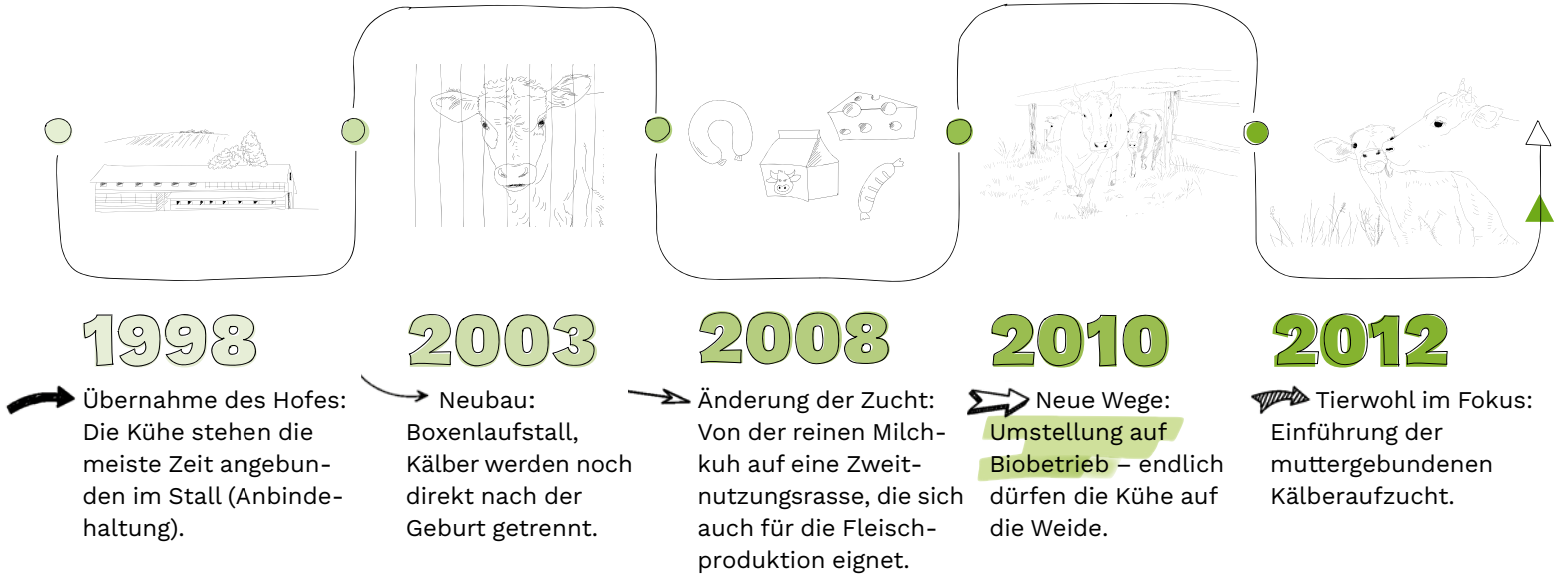 1998
Übernahme des Hofes:
Die Kühe stehen die
meiste Zeit angebun-
den im Stall (Anbinde-
haltung).
2003
Neubau:
Boxenlaufstall,
Kälber werden noch
direkt nach der
Geburt getrennt.
2008
Änderung der Zucht:
Von der reinen Milch-
kuh auf eine Zweit-
nutzungsrasse, die sich
auch für die Fleisch-
produktion eignet.
2010
Neue Wege:
Umstellung auf
Biobetrieb – endlich
dürfen die Kühe auf
die Weide.
2012
Tierwohl im Fokus:
Einführung der
muttergebundenen
Kälberaufzucht.